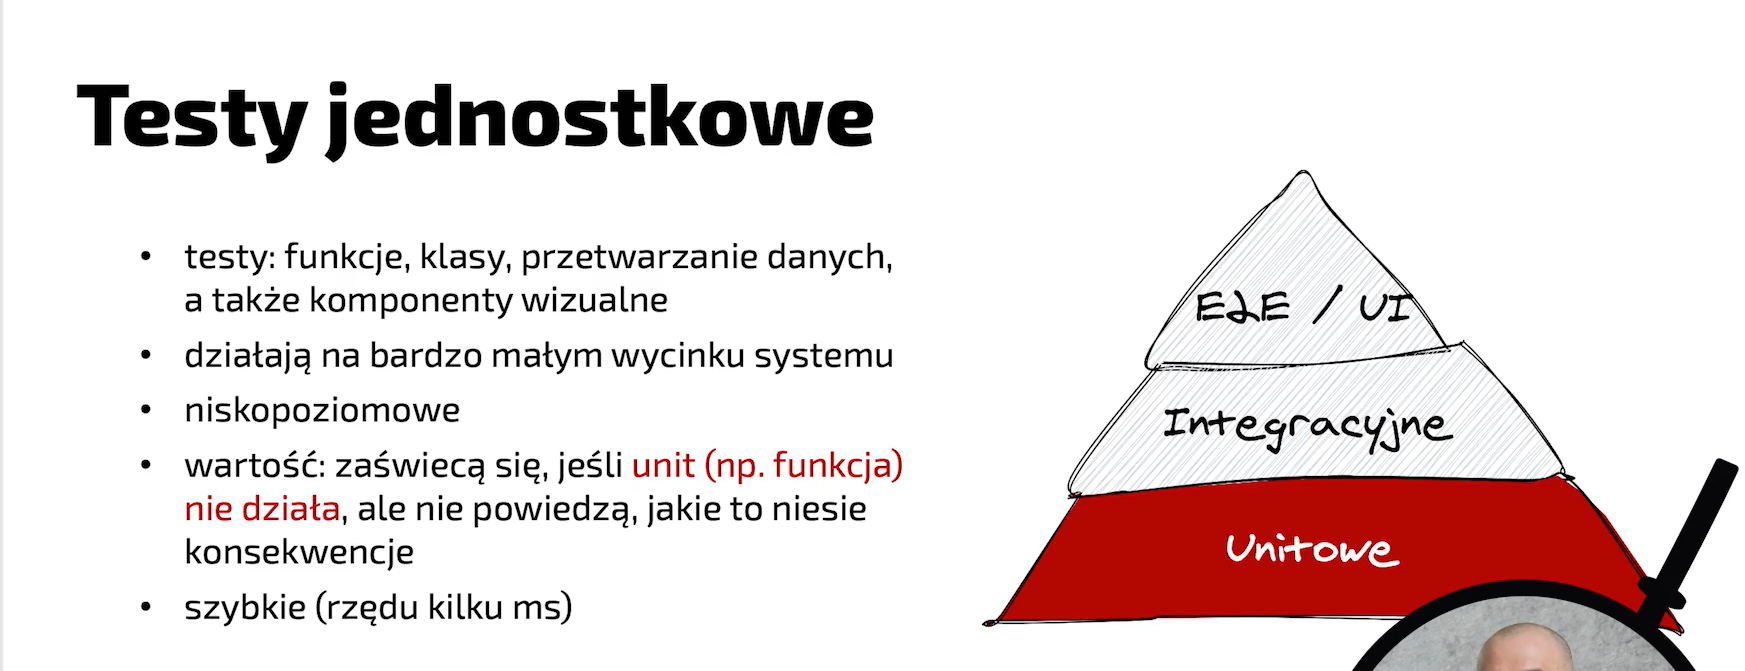 Testy jednostkowe
• testy: funkcje, klasy, przetwarzanie danych,
a także komponenty wizualne
• działają na bardzo małym wycinku systemu
• niskopoziomowe
• wartość: zaświecą się, jeśli unit (np. funkcja)
nie działa, ale nie powiedzą, jakie to niesie
konsekwencje
• szybkie (rzędu kilku ms)
E2E / UI
Integracyjne
Unitowe